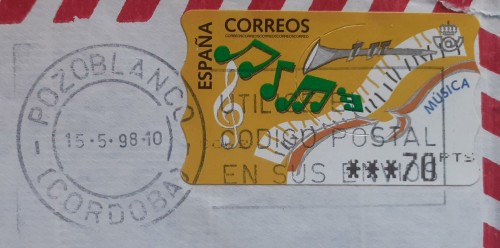 CORREOS
ESPAÑA
MÚSICA
***70 PTS
POZOBLANCO
15-5-98-10
(CORDOBA)
UTILICE EL
CODIGO POSTAL
EN SUS ENVIOS